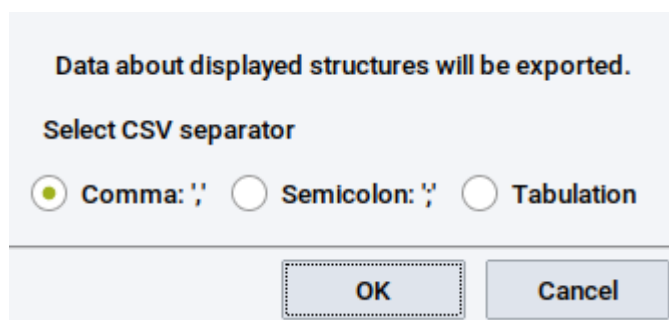 Data about displayed structures will be exported.
Select CSV separator
Comma: ',' Semicolon: ';' Tabulation
OK Cancel